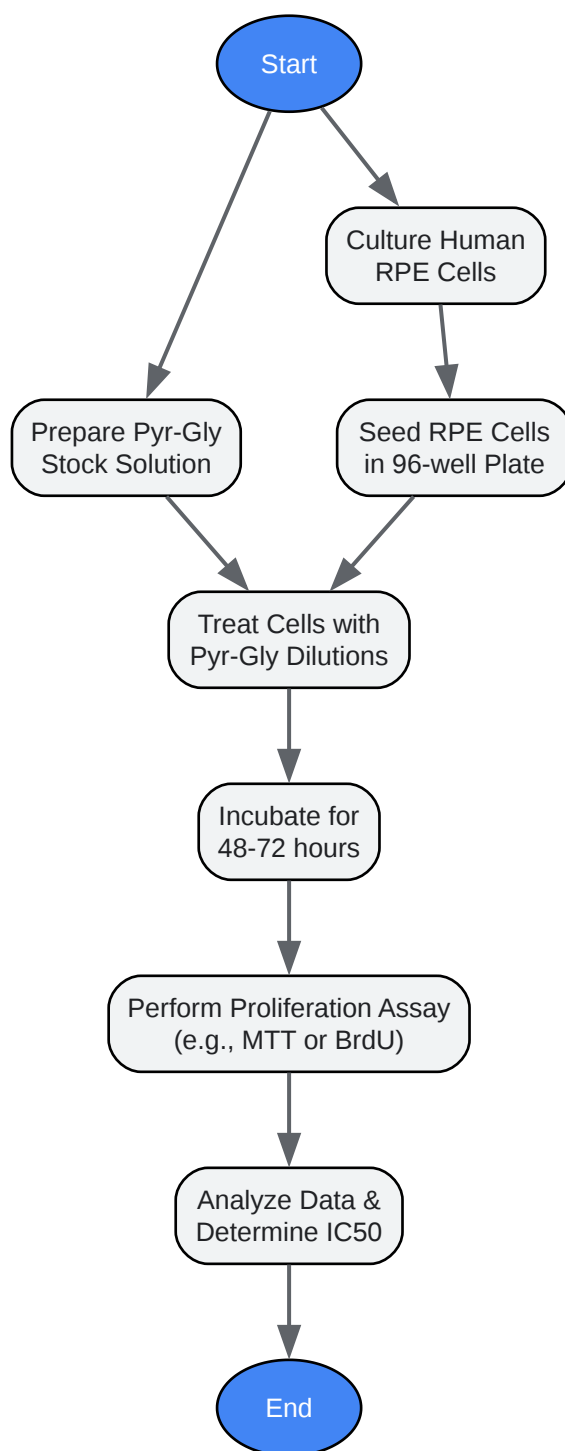 Start
Culture Human
RPE Cells
Prepare Pyr-Gly
Stock Solution
Seed RPE Cells
in 96-well Plate
Treat Cells with
Pyr-Gly Dilutions
Incubate for
48-72 hours
Perform Proliferation Assay
(e.g., MTT or BrdU)
Analyze Data &
Determine IC50
End